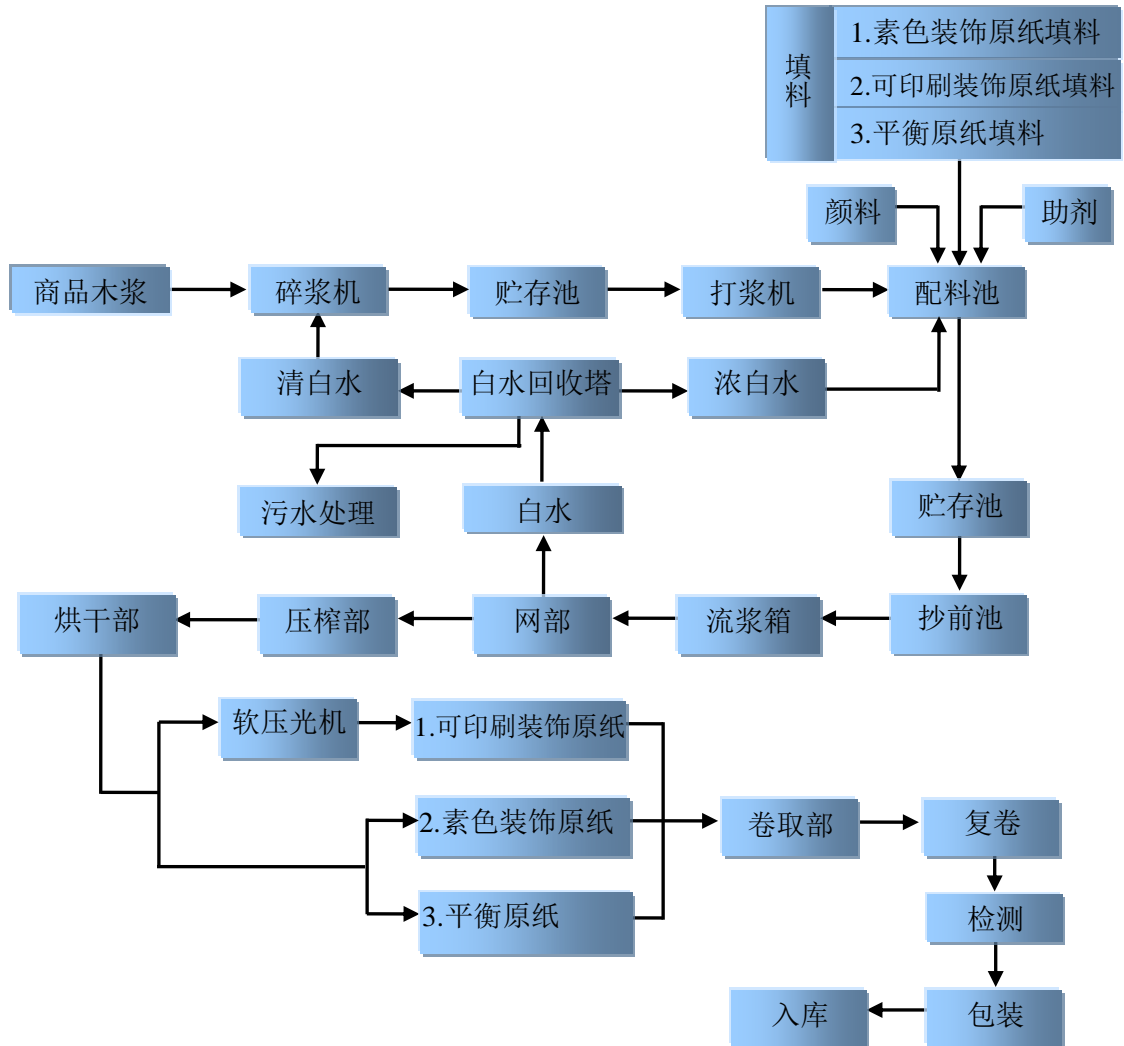 填料
1.素色装饰原纸填料
2.可印刷装饰原纸填料
3.平衡原纸填料
颜料
助剂
商品木浆
碎浆机
贮存池
打浆机
配料池
清白水
白水回收塔
浓白水
污水处理
白水
贮存池
烘干部
压榨部
网部
流浆箱
抄前池
软压光机
1.可印刷装饰原纸
2.素色装饰原纸
卷取部
复卷
3.平衡原纸
检测
入库
包装